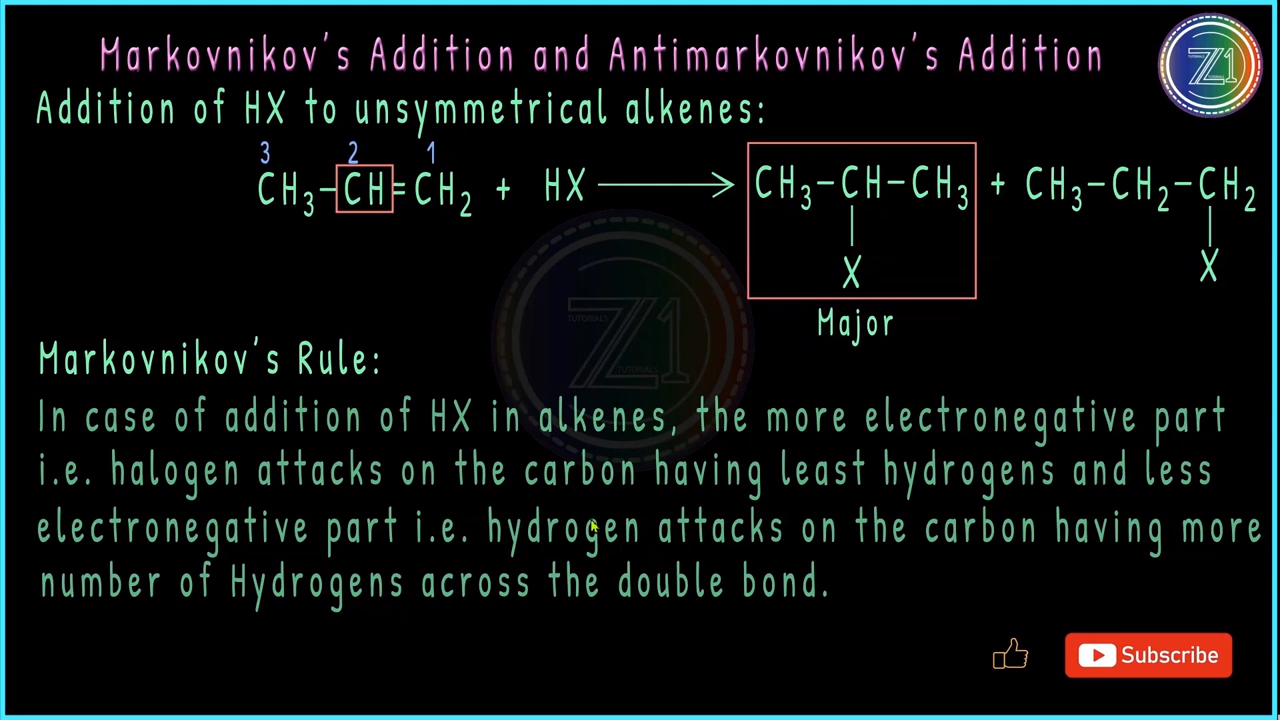 Markovnikov's Addition and Antimarkovnikov's Addition
Z1
Addition of HX to unsymmetrical alkenes:
3 2 1
CH₃–CH=CH₂ + HX ⟶ CH₃–CH–CH₃ + CH₃–CH₂–CH₂
| |
X X
Major
TUTORIALS
Z1
TUTORIALS
Markovnikov's Rule:
In case of addition of HX in alkenes, the more electronegative part
i.e. halogen attacks on the carbon having least hydrogens and less
electronegative part i.e. hydrogen attacks on the carbon having more
number of Hydrogens across the double bond.
Subscribe